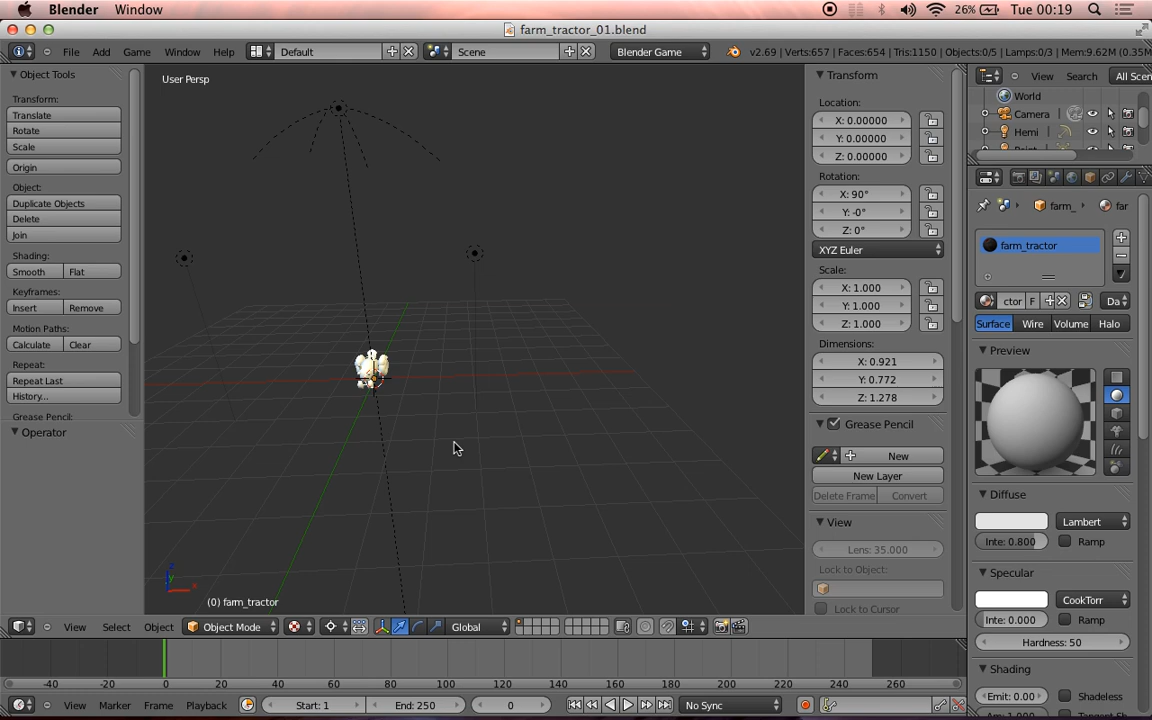 Blender Window 26% Tue 00:19
farm_tractor_01.blend
File Add Game Window Help Default Scene Blender Game v2.69 | Verts:657 | Faces:654 | Tris:1150 | Objects:0/5 | Lamps:0/3 | Mem:9.62M (0.35M
Object Tools
Transform:
Translate
Rotate
Scale
Origin
Object:
Duplicate Objects
Delete
Join
Shading:
Smooth Flat
Keyframes:
Insert Remove
Motion Paths:
Calculate Clear
Repeat:
Repeat Last
History...
Grease Pencil:
Operator
User Persp
(0) farm_tractor
Transform
Location:
X: 0.00000
Y: 0.00000
Z: 0.00000
Rotation:
X: 90°
Y: -0°
Z: 0°
XYZ Euler
Scale:
X: 1.000
Y: 1.000
Z: 1.000
Dimensions:
X: 0.921
Y: 0.772
Z: 1.278
Grease Pencil
New
New Layer
Delete Frame Convert
View
Lens: 35.000
Lock to Object:
Lock to Cursor
View Search All Scen
World
Camera
Hemi
farm_ far
farm_tractor
ctor F Da
Surface Wire Volume Halo
Preview
Diffuse
Lambert
Inte: 0.800 Ramp
Specular
CookTorr
Inte: 0.000 Ramp
Hardness: 50
Shading
Emit: 0.00 Shadeless
View Select Object Object Mode Global
-40 -20 0 20 40 60 80 100 120 140 160 180 200 220 240 260
View Marker Frame Playback Start: 1 End: 250 0 No Sync